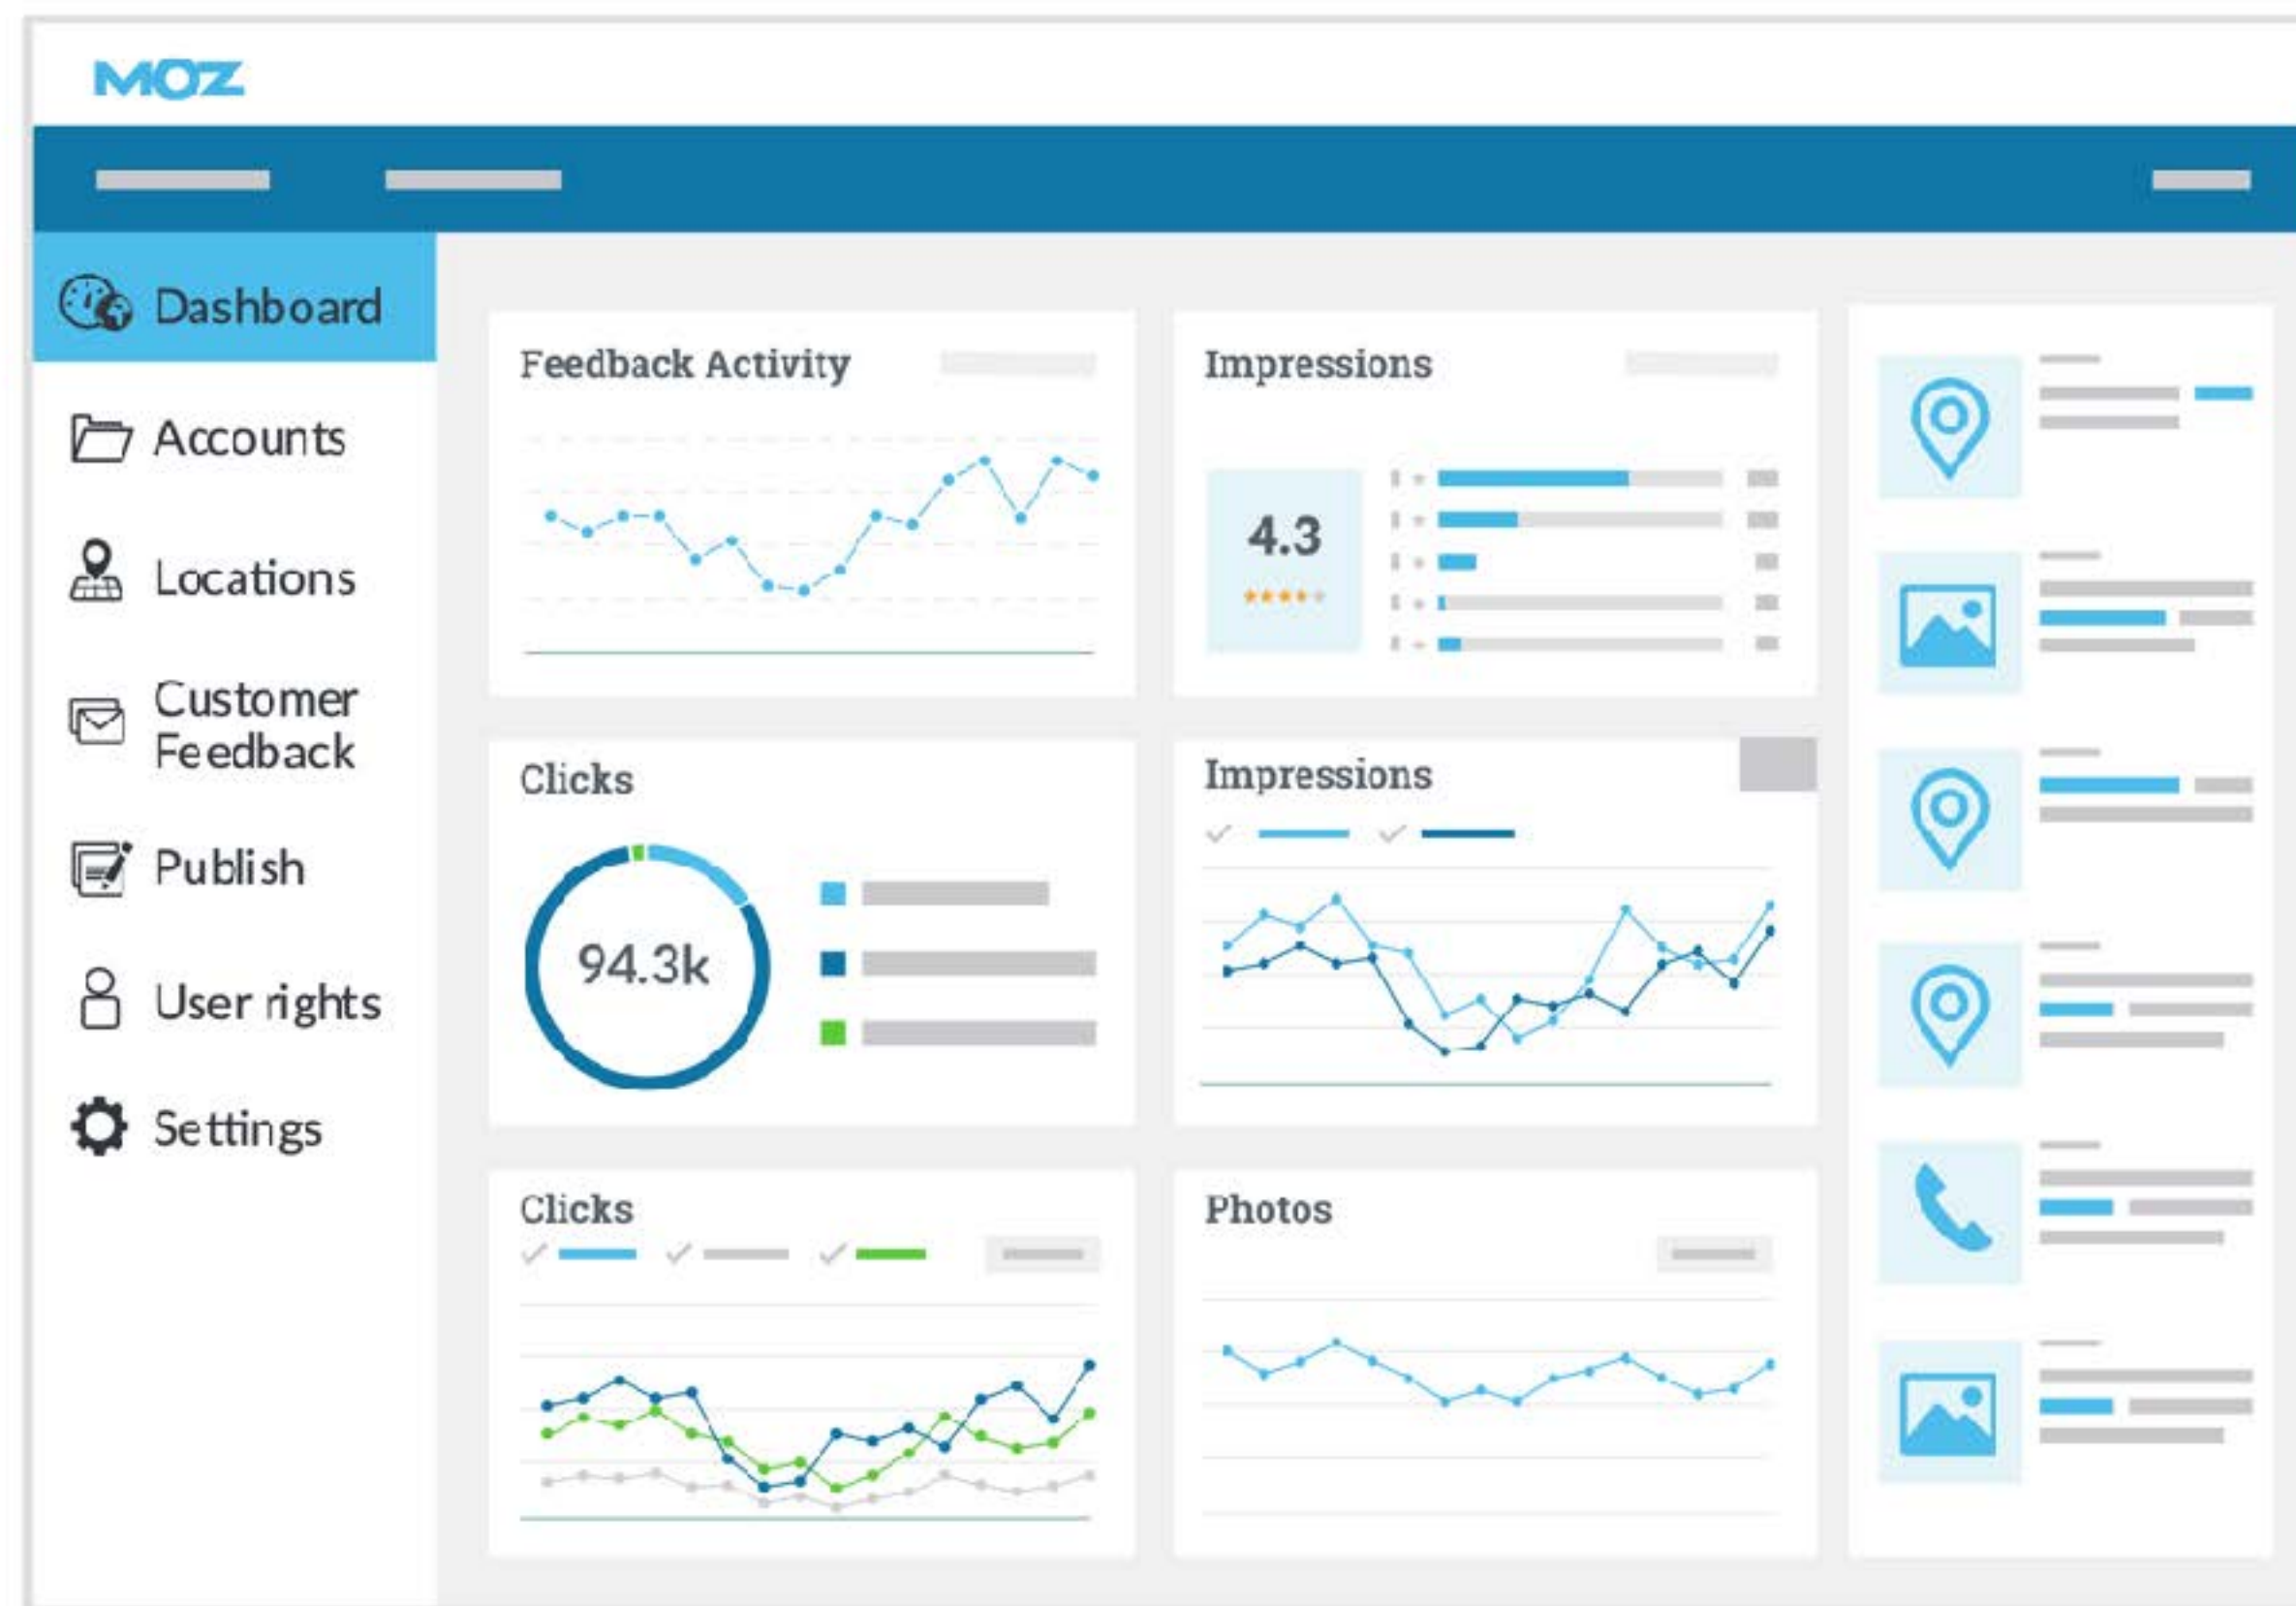 MOZ
Dashboard
Accounts
Locations
Customer
Feedback
Publish
User rights
Settings
Feedback Activity
Impressions
4.3
Clicks
94.3k
Impressions
Clicks
Photos